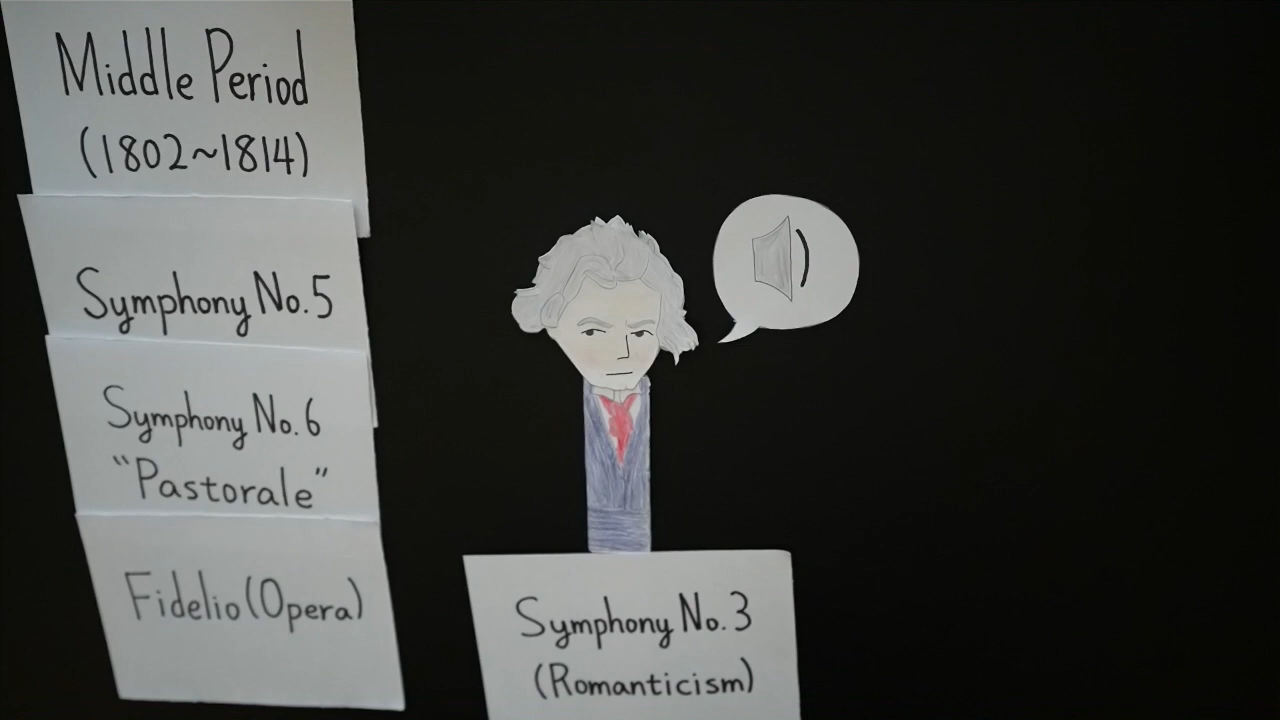 Middle Period
(1802~1814)
Symphony No.5
Symphony No.6
"Pastorale"
Fidelio(Opera)
Symphony No.3
(Romanticism)